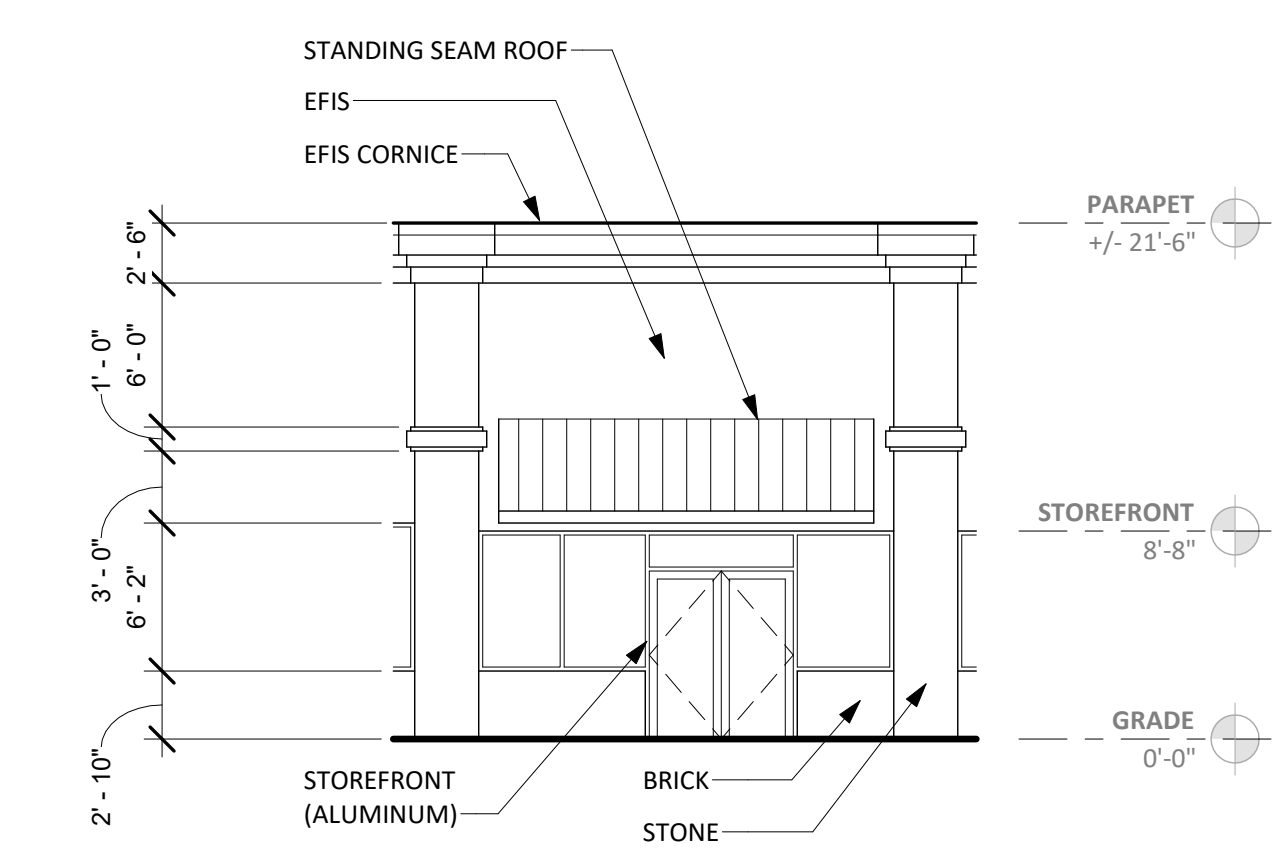 STANDING SEAM ROOF
EFIS
EFIS CORNICE
PARAPET
+/- 21'-6"
2' - 6"
6' - 0"
1' - 0"
STOREFRONT
8'-8"
3' - 0"
6' - 2"
GRADE
0'-0"
2' - 10"
STOREFRONT
(ALUMINUM)
BRICK
STONE